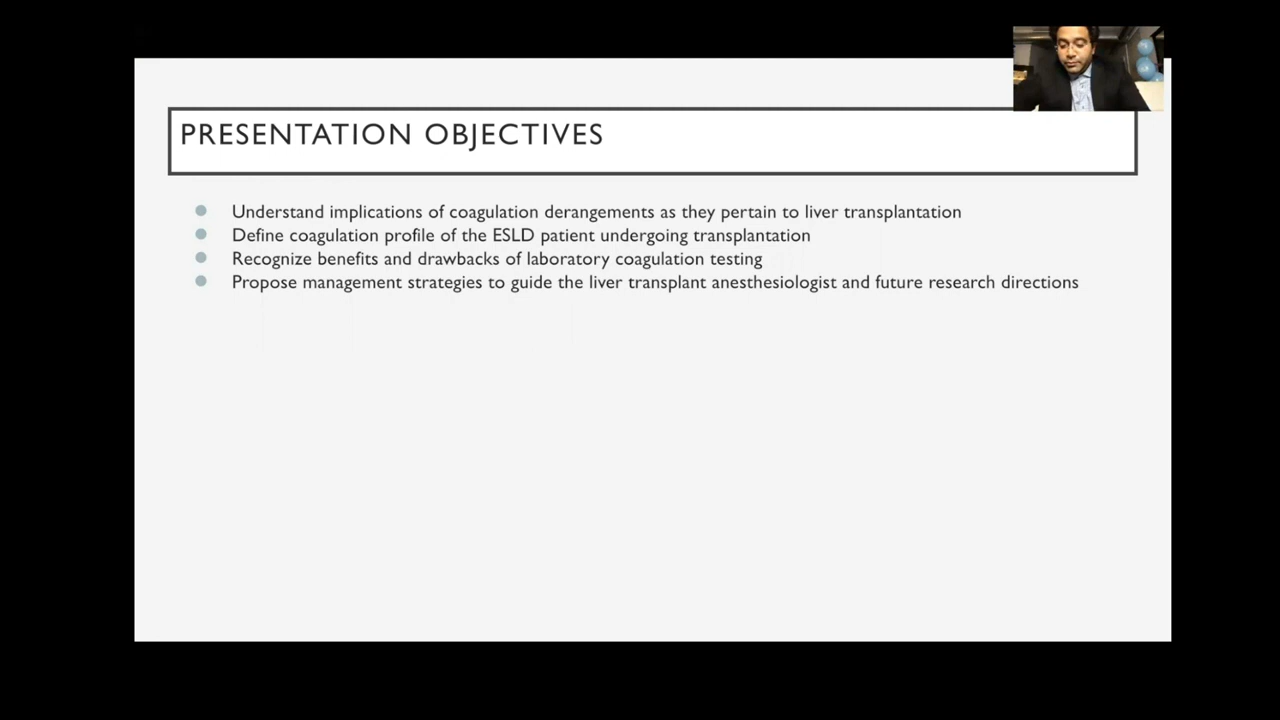 PRESENTATION OBJECTIVES
Understand implications of coagulation derangements as they pertain to liver transplantation
Define coagulation profile of the ESLD patient undergoing transplantation
Recognize benefits and drawbacks of laboratory coagulation testing
Propose management strategies to guide the liver transplant anesthesiologist and future research directions